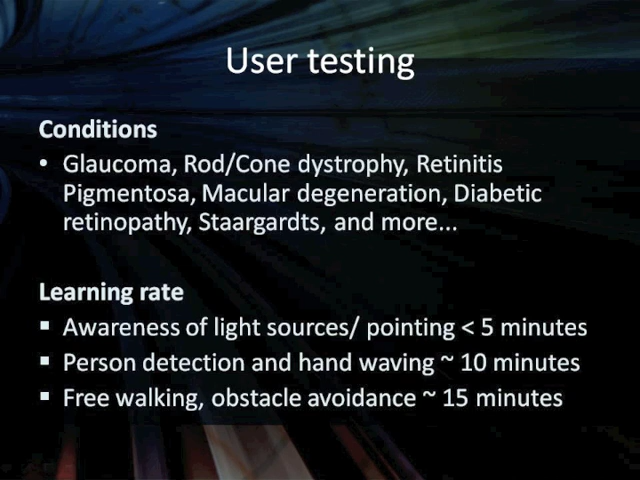 User testing
Conditions
• Glaucoma, Rod/Cone dystrophy, Retinitis
Pigmentosa, Macular degeneration, Diabetic
retinopathy, Staargardts, and more...
Learning rate
▪ Awareness of light sources/ pointing < 5 minutes
▪ Person detection and hand waving ~ 10 minutes
▪ Free walking, obstacle avoidance ~ 15 minutes